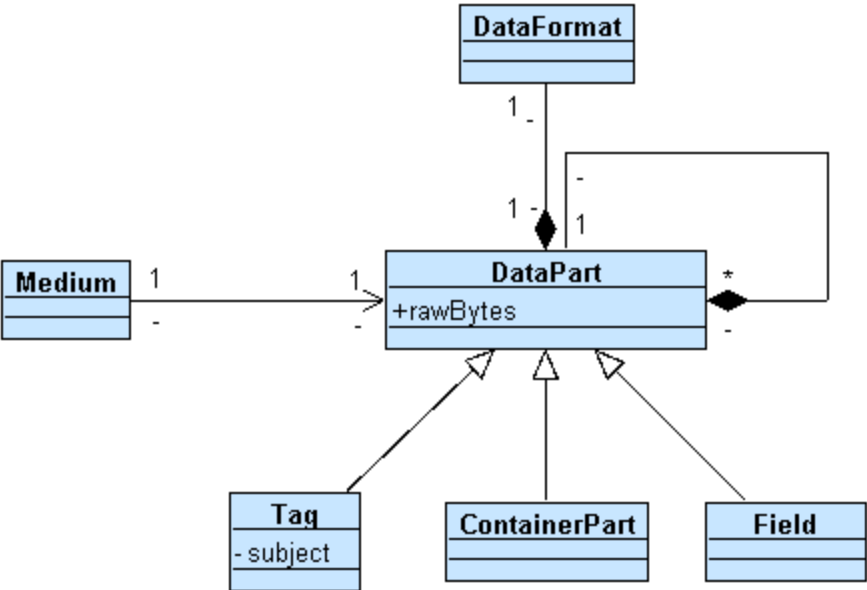 DataFormat
1
-
-
1 -
1
Medium
1
-
1
-
DataPart
+rawBytes
*
-
Tag
- subject
ContainerPart
Field